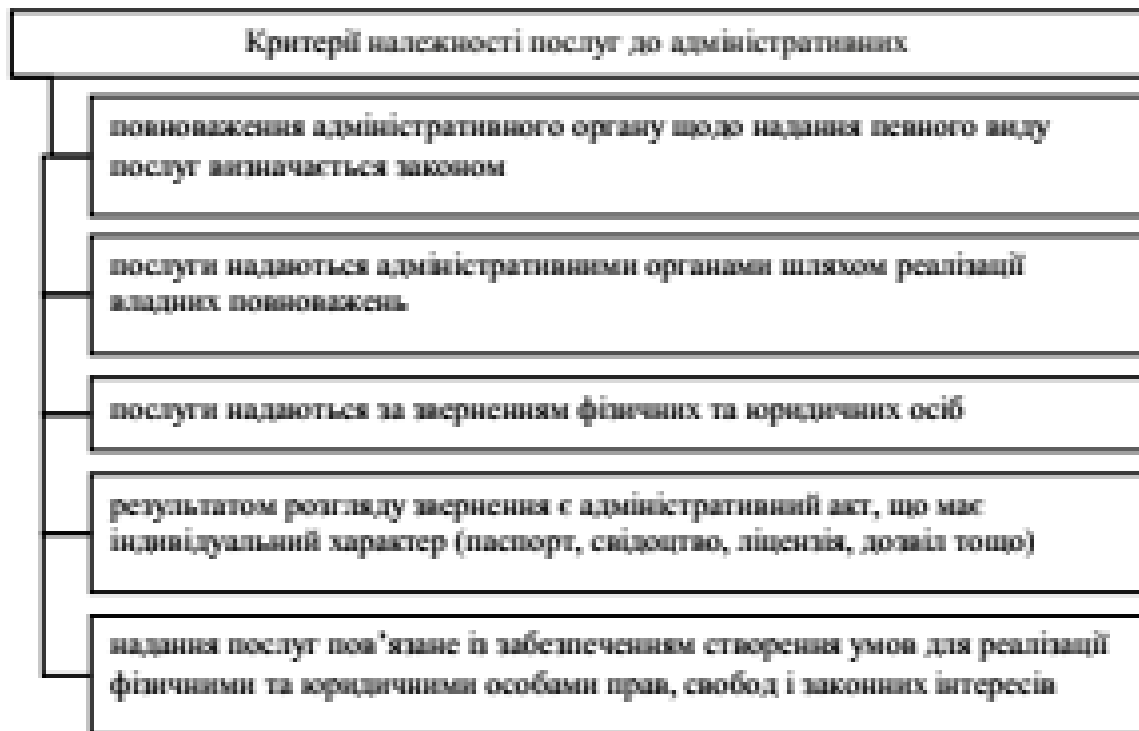 Критерії належності послуг до адміністративних
повноваження адміністративного органу щодо надання певного виду
послуг визначається законом
послуги надаються адміністративними органами шляхом реалізації
владних повноважень
послуги надаються за зверненням фізичних та юридичних осіб
результатом розгляду звернення є адміністративний акт, що має
індивідуальний характер (паспорт, свідоцтво, ліцензія, дозвіл тощо)
надання послуг пов’язане із забезпеченням створення умов для реалізації
фізичними та юридичними особами прав, свобод і законних інтересів